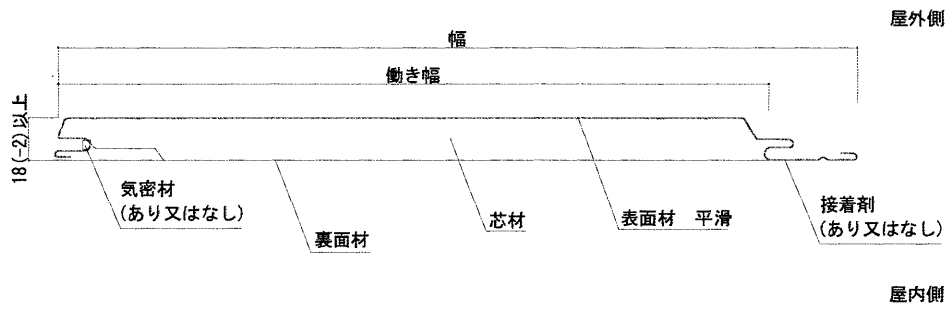 屋外側
幅
働き幅
18(-2)以上
気密材
(あり又はなし)
裏面材
芯材
表面材 平滑
接着剤
(あり又はなし)
屋内側